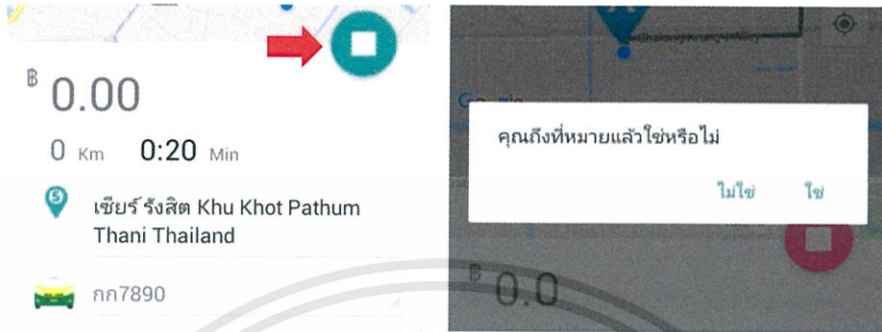 ฿ 0.00
0 Km 0:20 Min
S
เซียร์ รังสิต Khu Khot Pathum
Thani Thailand
กก7890
คุณถึงที่หมายแล้วใช่หรือไม่
ไม่ใช่ ใช่
฿ 0.0